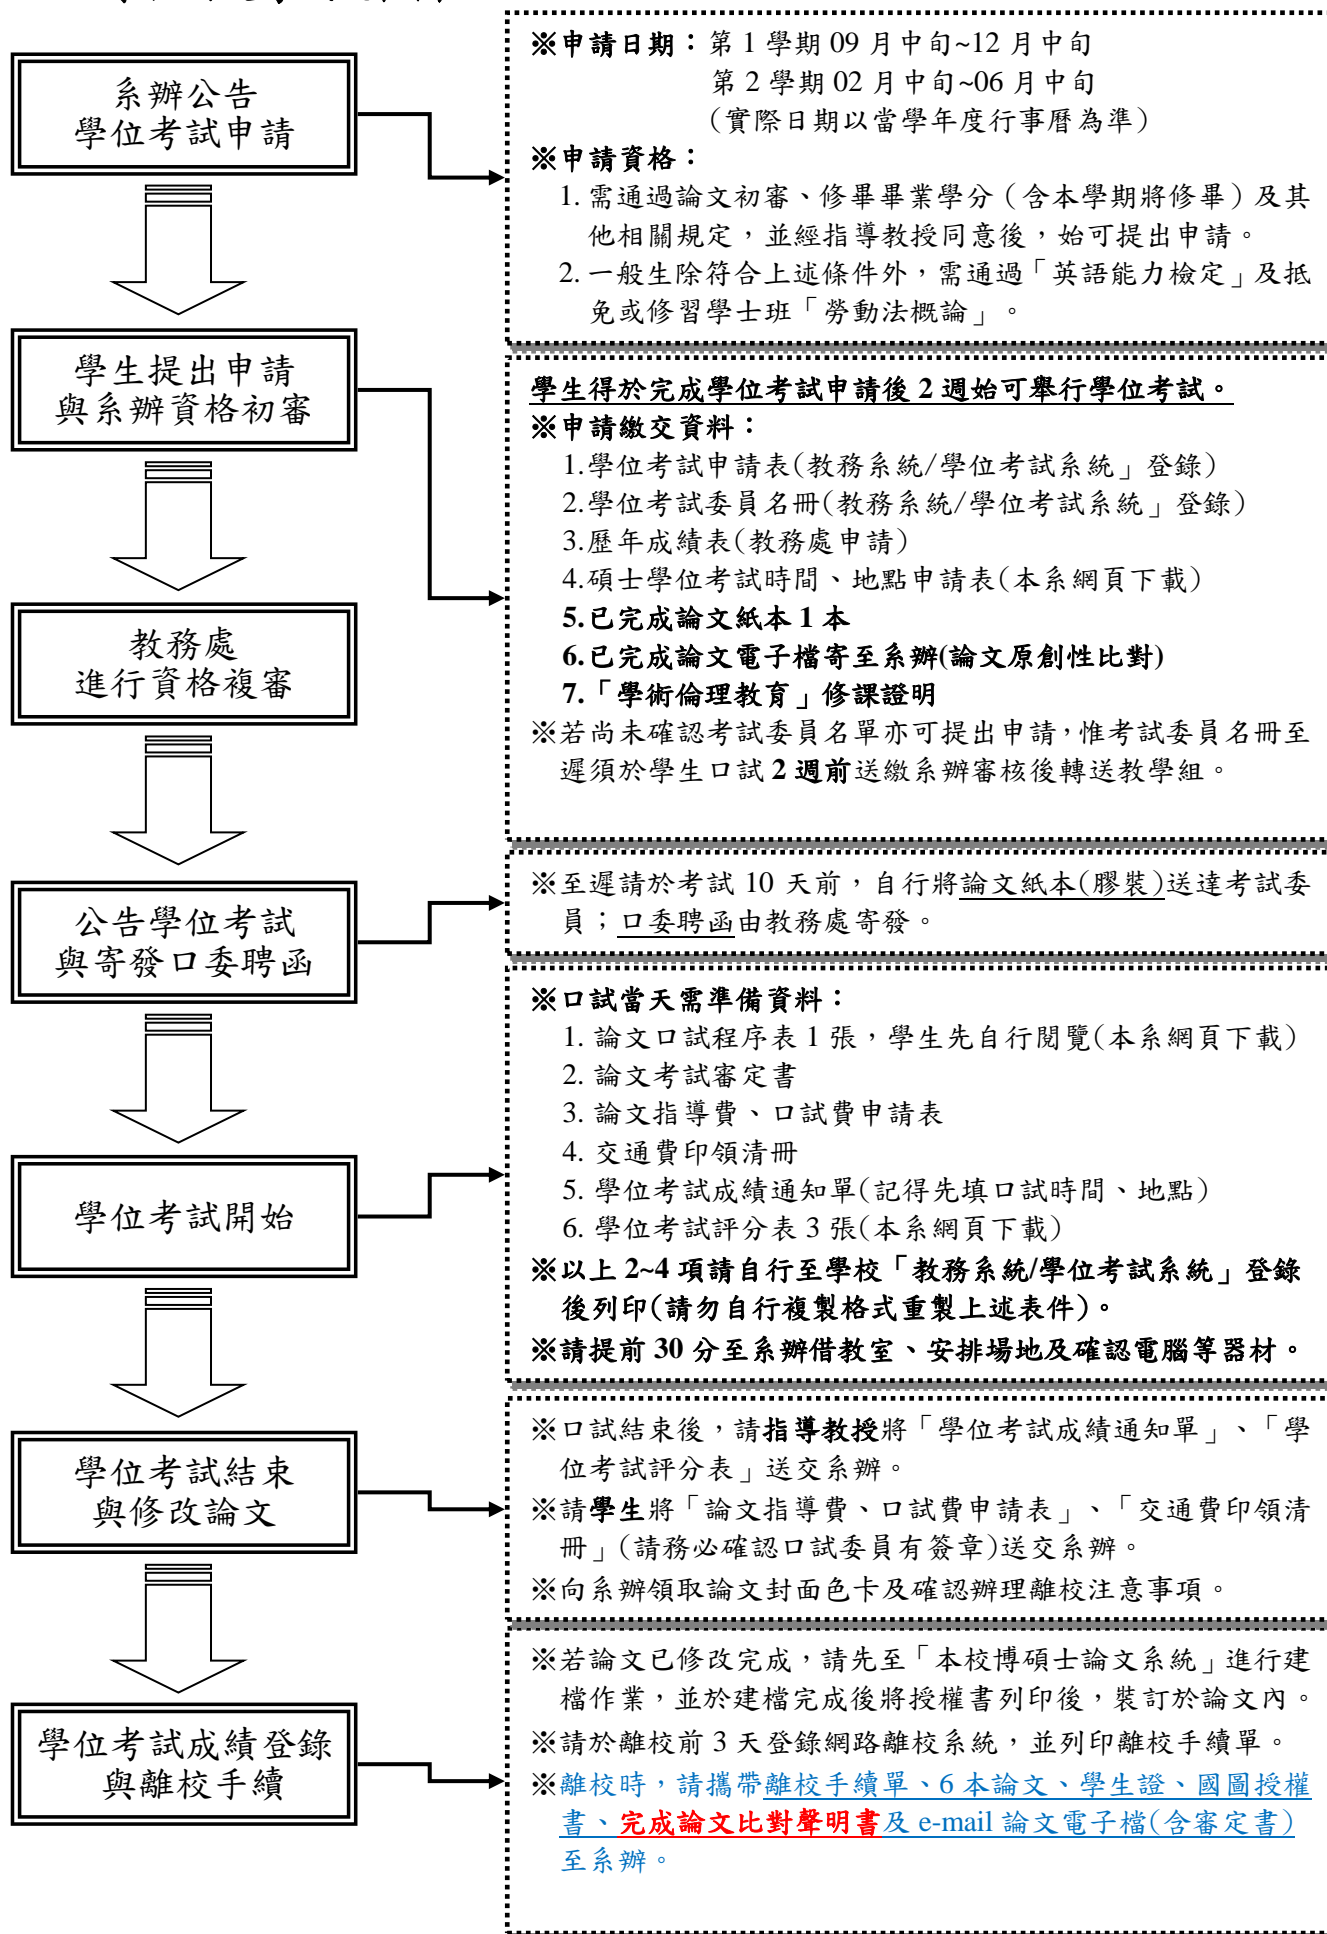 系辦公告
學位考試申請
※申請日期：第 1 學期 09 月中旬~12 月中旬
第 2 學期 02 月中旬~06 月中旬
（實際日期以當學年度行事曆為準）
※申請資格：
1. 需通過論文初審、修畢畢業學分（含本學期將修畢）及其
他相關規定，並經指導教授同意後，始可提出申請。
2. 一般生除符合上述條件外，需通過「英語能力檢定」及抵
免或修習學士班「勞動法概論」。
學生提出申請
與系辦資格初審
學生得於完成學位考試申請後 2 週始可舉行學位考試。
※申請繳交資料：
1.學位考試申請表(教務系統/學位考試系統」登錄)
2.學位考試委員名冊(教務系統/學位考試系統」登錄)
3.歷年成績表(教務處申請)
4.碩士學位考試時間、地點申請表(本系網頁下載)
5.已完成論文紙本 1 本
6.已完成論文電子檔寄至系辦(論文原創性比對)
7.「學術倫理教育」修課證明
※若尚未確認考試委員名單亦可提出申請，惟考試委員名冊至
遲須於學生口試 2 週前送繳系辦審核後轉送教學組。
教務處
進行資格複審
公告學位考試
與寄發口委聘函
※至遲請於考試 10 天前，自行將論文紙本(膠裝)送達考試委
員；口委聘函由教務處寄發。
學位考試開始
※口試當天需準備資料：
1. 論文口試程序表 1 張，學生先自行閱覽(本系網頁下載)
2. 論文考試審定書
3. 論文指導費、口試費申請表
4. 交通費印領清冊
5. 學位考試成績通知單(記得先填口試時間、地點)
6. 學位考試評分表 3 張(本系網頁下載)
※以上 2~4 項請自行至學校「教務系統/學位考試系統」登錄
後列印(請勿自行複製格式重製上述表件)。
※請提前 30 分至系辦借教室、安排場地及確認電腦等器材。
學位考試結束
與修改論文
※口試結束後，請指導教授將「學位考試成績通知單」、「學
位考試評分表」送交系辦。
※請學生將「論文指導費、口試費申請表」、「交通費印領清
冊」(請務必確認口試委員有簽章)送交系辦。
※向系辦領取論文封面色卡及確認辦理離校注意事項。
學位考試成績登錄
與離校手續
※若論文已修改完成，請先至「本校博碩士論文系統」進行建
檔作業，並於建檔完成後將授權書列印後，裝訂於論文內。
※請於離校前 3 天登錄網路離校系統，並列印離校手續單。
※離校時，請攜帶離校手續單、6 本論文、學生證、國圖授權
書、完成論文比對聲明書及 e-mail 論文電子檔(含審定書)
至系辦。